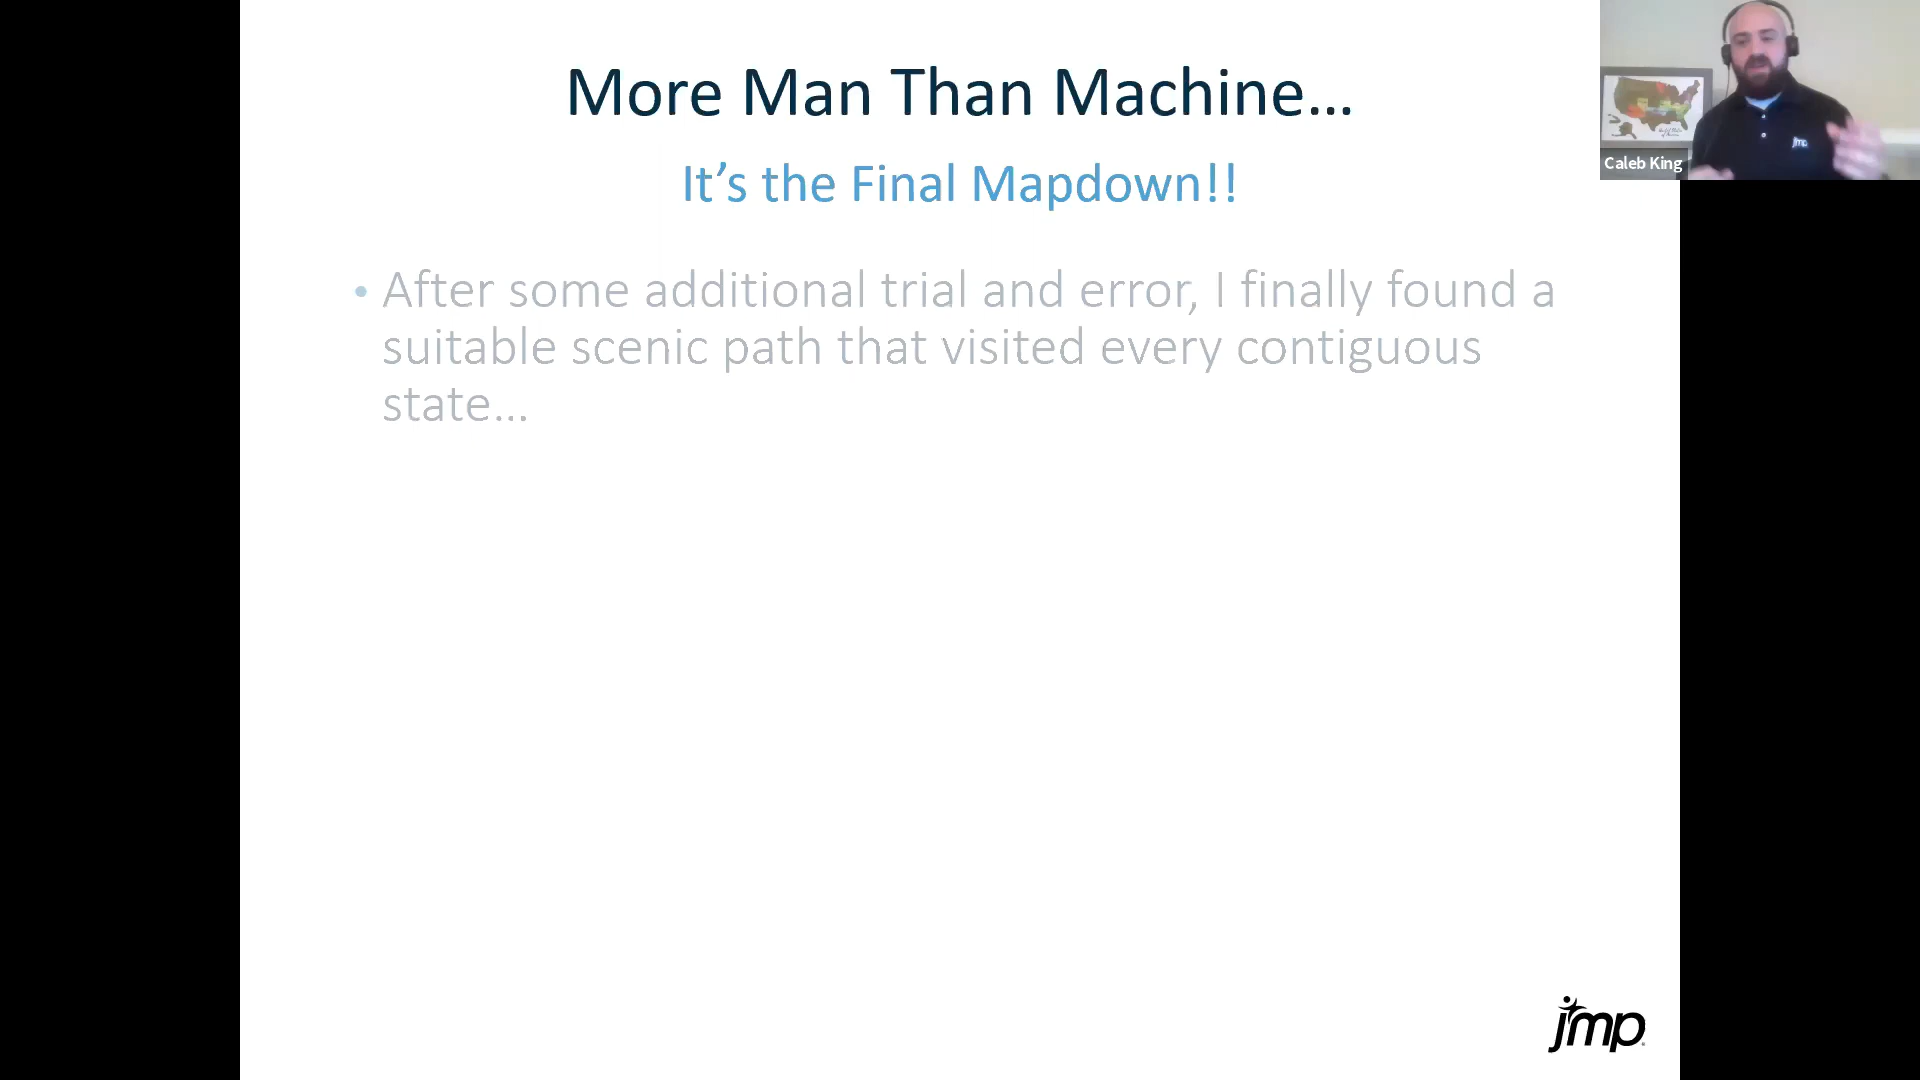 More Man Than Machine...
It's the Final Mapdown!!
• After some additional trial and error, I finally found a
suitable scenic path that visited every contiguous
state...
Caleb King
jmp
jmp